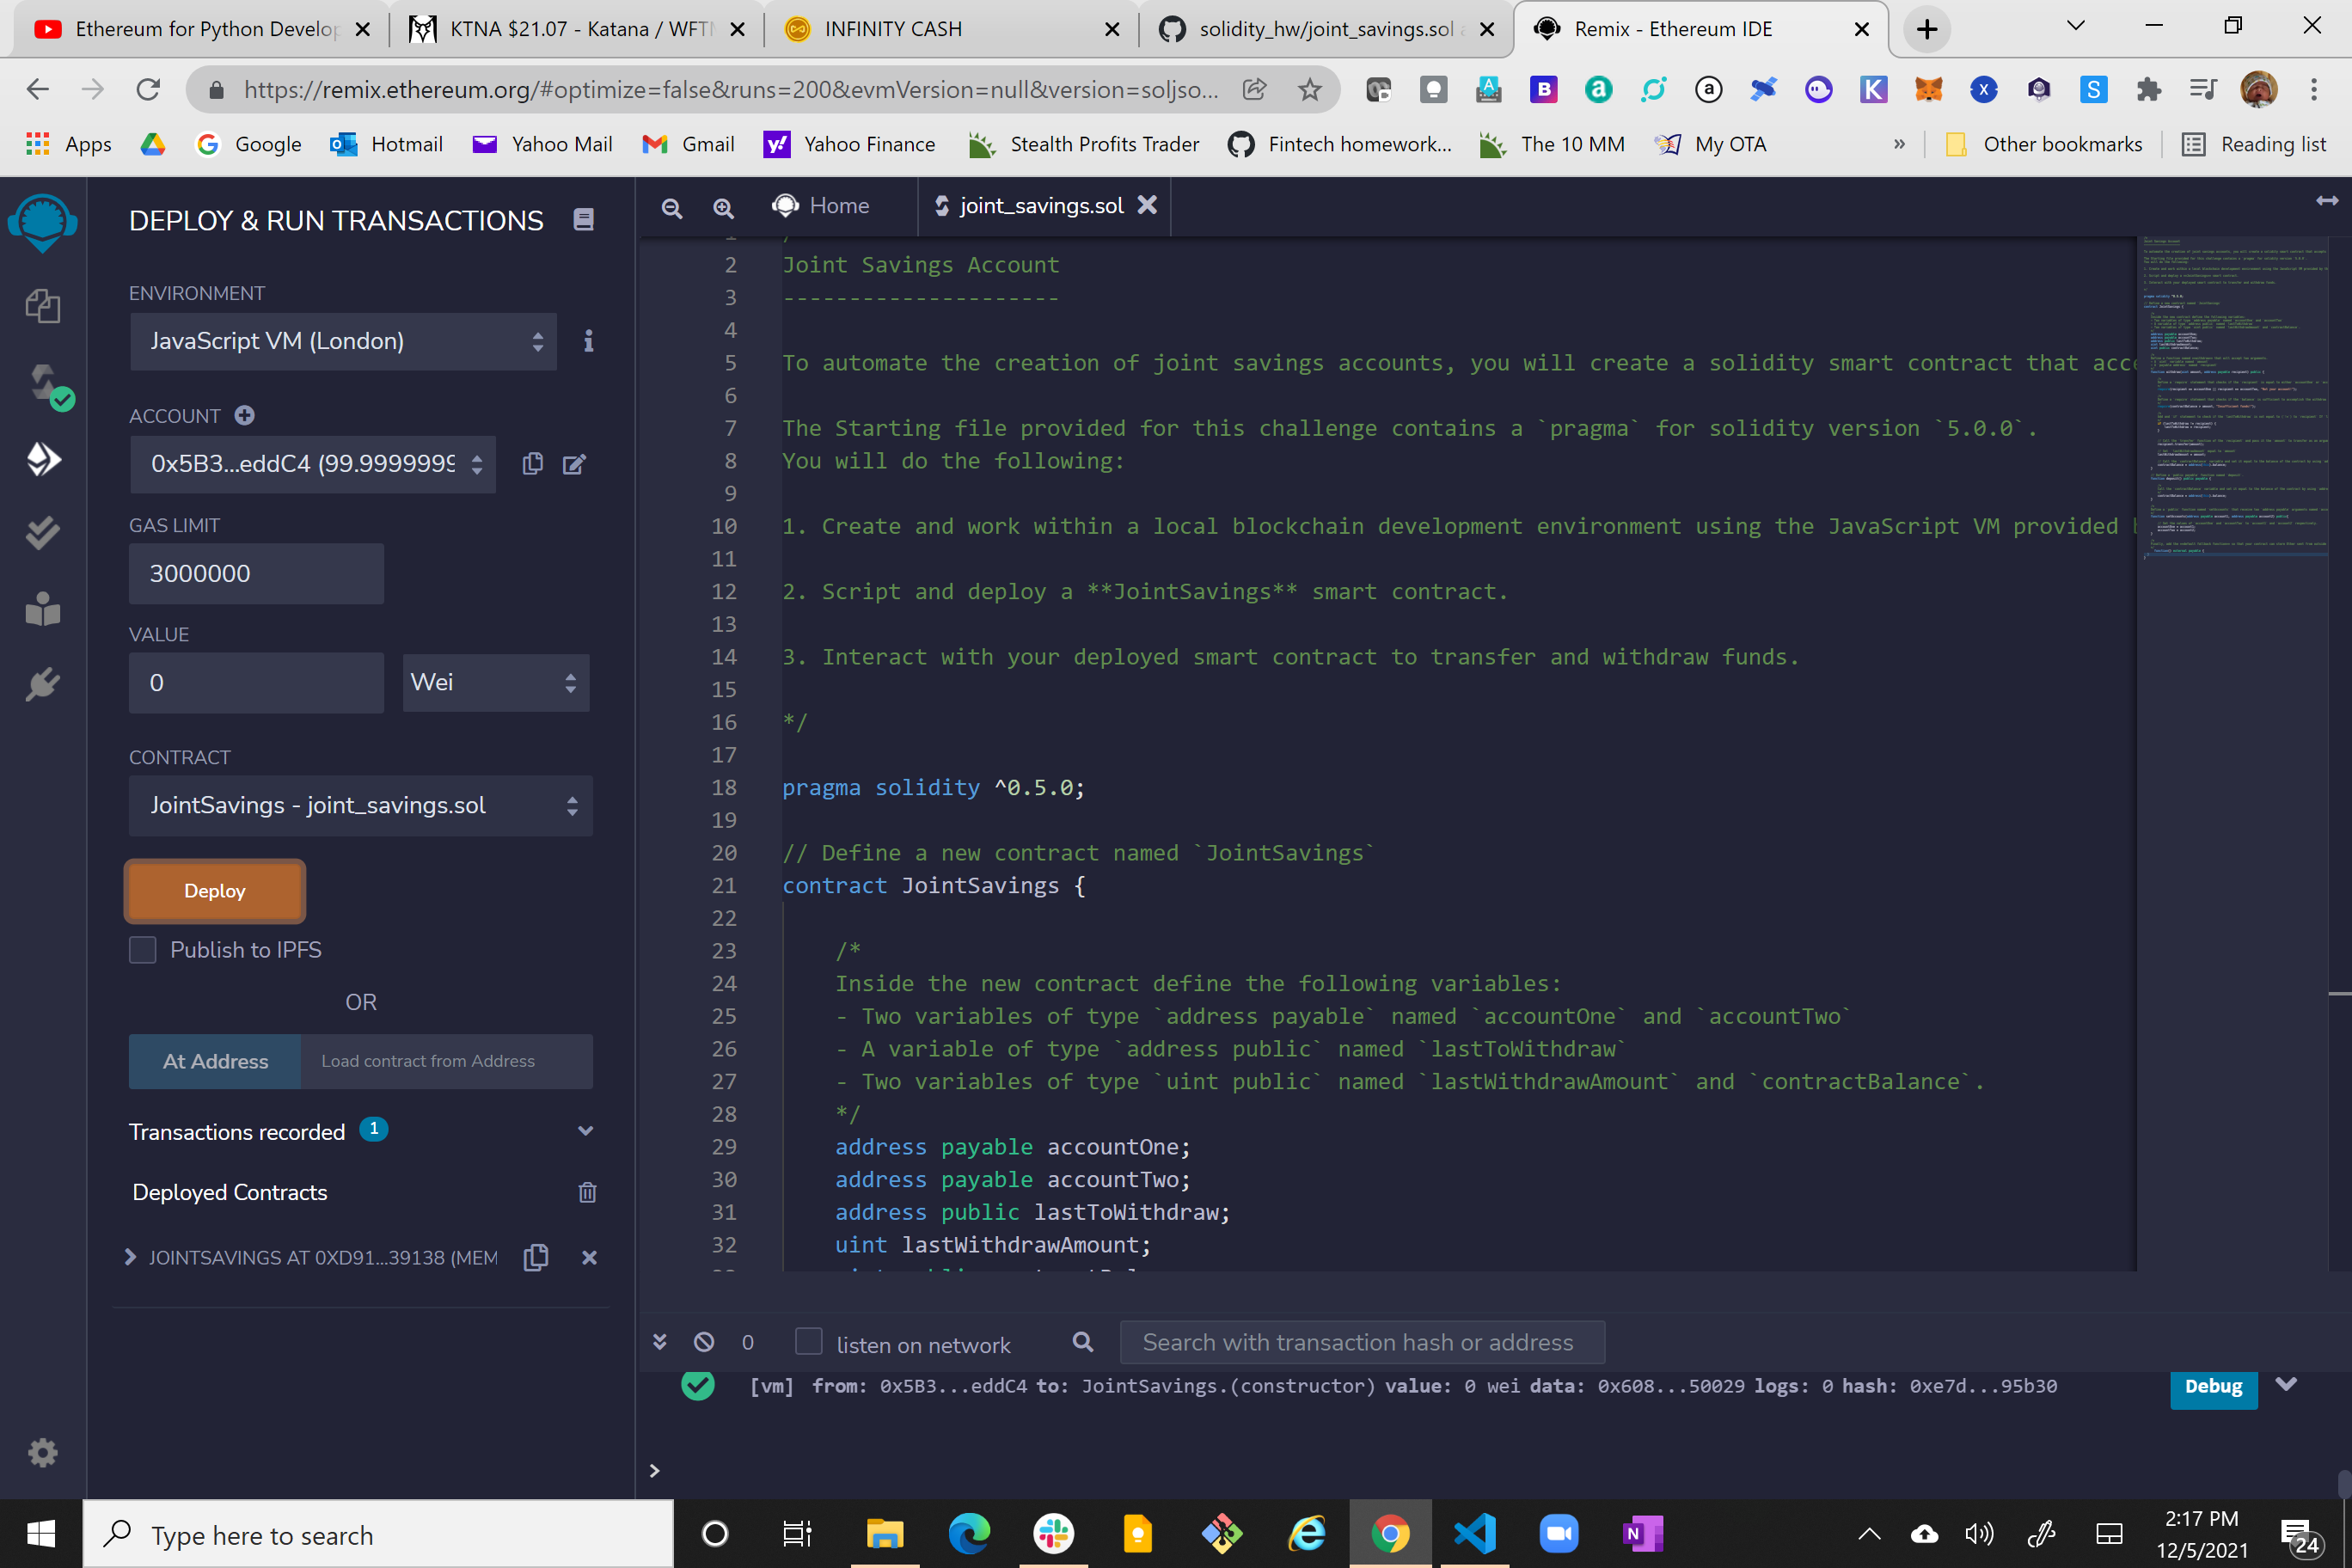 Ethereum for Python Develop
KTNA $21.07 - Katana / WFTM
INFINITY CASH
solidity_hw/joint_savings.sol a
Remix - Ethereum IDE
https://remix.ethereum.org/#optimize=false&runs=200&evmVersion=null&version=soljso...
Apps
Google
Hotmail
Yahoo Mail
Gmail
Yahoo Finance
Stealth Profits Trader
Fintech homework...
The 10 MM
My OTA
»
Other bookmarks
Reading list
DEPLOY & RUN TRANSACTIONS
ENVIRONMENT
JavaScript VM (London)
ACCOUNT
0x5B3...eddC4 (99.9999999
GAS LIMIT
3000000
VALUE
0
Wei
CONTRACT
JointSavings - joint_savings.sol
Deploy
Publish to IPFS
OR
At Address
Load contract from Address
Transactions recorded 1
Deployed Contracts
JOINTSAVINGS AT 0XD91...39138 (MEM
Home
joint_savings.sol
2 Joint Savings Account
3 ---------------------
4
5 To automate the creation of joint savings accounts, you will create a solidity smart contract that acce
6
7 The Starting file provided for this challenge contains a `pragma` for solidity version `5.0.0`.
8 You will do the following:
9
10 1. Create and work within a local blockchain development environment using the JavaScript VM provided b
11
12 2. Script and deploy a **JointSavings** smart contract.
13
14 3. Interact with your deployed smart contract to transfer and withdraw funds.
15
16 */
17
18 pragma solidity ^0.5.0;
19
20 // Define a new contract named `JointSavings`
21 contract JointSavings {
22
23 /*
24 Inside the new contract define the following variables:
25 - Two variables of type `address payable` named `accountOne` and `accountTwo`
26 - A variable of type `address public` named `lastToWithdraw`
27 - Two variables of type `uint public` named `lastWithdrawAmount` and `contractBalance`.
28 */
29 address payable accountOne;
30 address payable accountTwo;
31 address public lastToWithdraw;
32 uint lastWithdrawAmount;
0
listen on network
Search with transaction hash or address
[vm] from: 0x5B3...eddC4 to: JointSavings.(constructor) value: 0 wei data: 0x608...50029 logs: 0 hash: 0xe7d...95b30
Debug
>
Type here to search
2:17 PM
12/5/2021
24